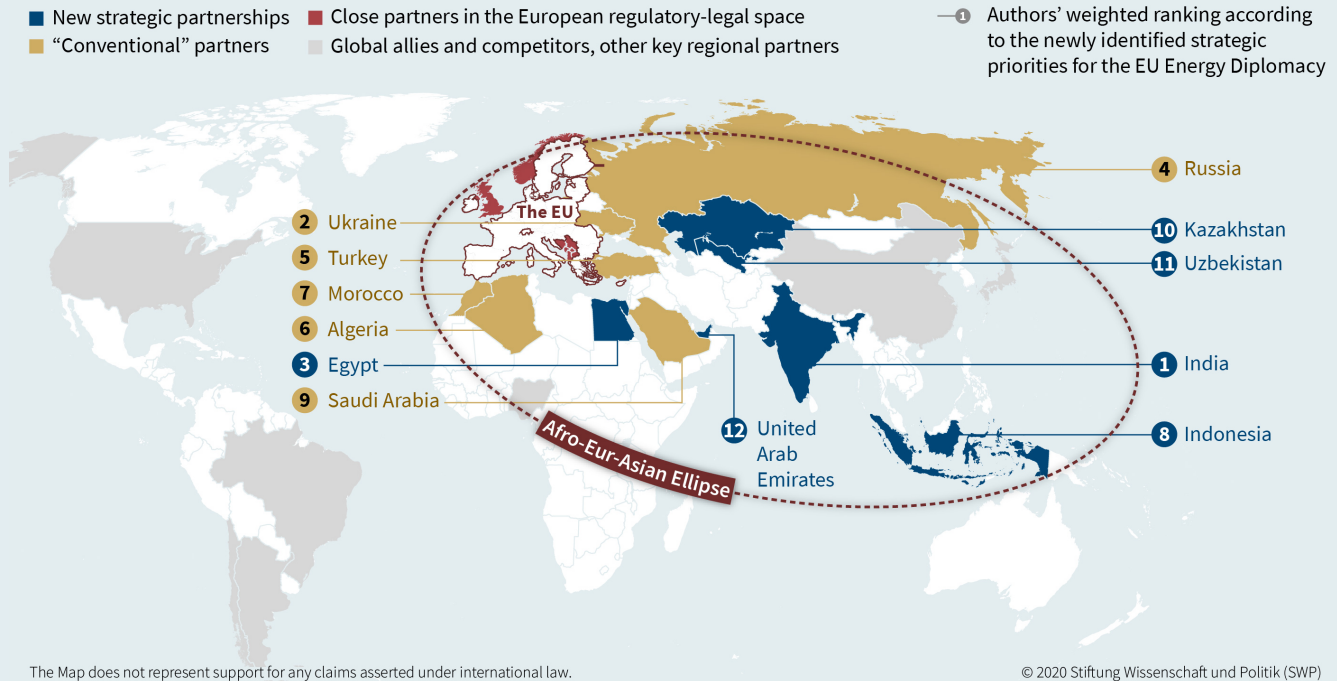 New strategic partnerships
Close partners in the European regulatory-legal space
“Conventional” partners
Global allies and competitors, other key regional partners
1 Authors’ weighted ranking according
to the newly identified strategic
priorities for the EU Energy Diplomacy
4 Russia
The EU
2 Ukraine
10 Kazakhstan
5 Turkey
11 Uzbekistan
7 Morocco
6 Algeria
3 Egypt
1 India
9 Saudi Arabia
12 United
Arab
Emirates
8 Indonesia
Afro-Eur-Asian Ellipse
The Map does not represent support for any claims asserted under international law.
© 2020 Stiftung Wissenschaft und Politik (SWP)